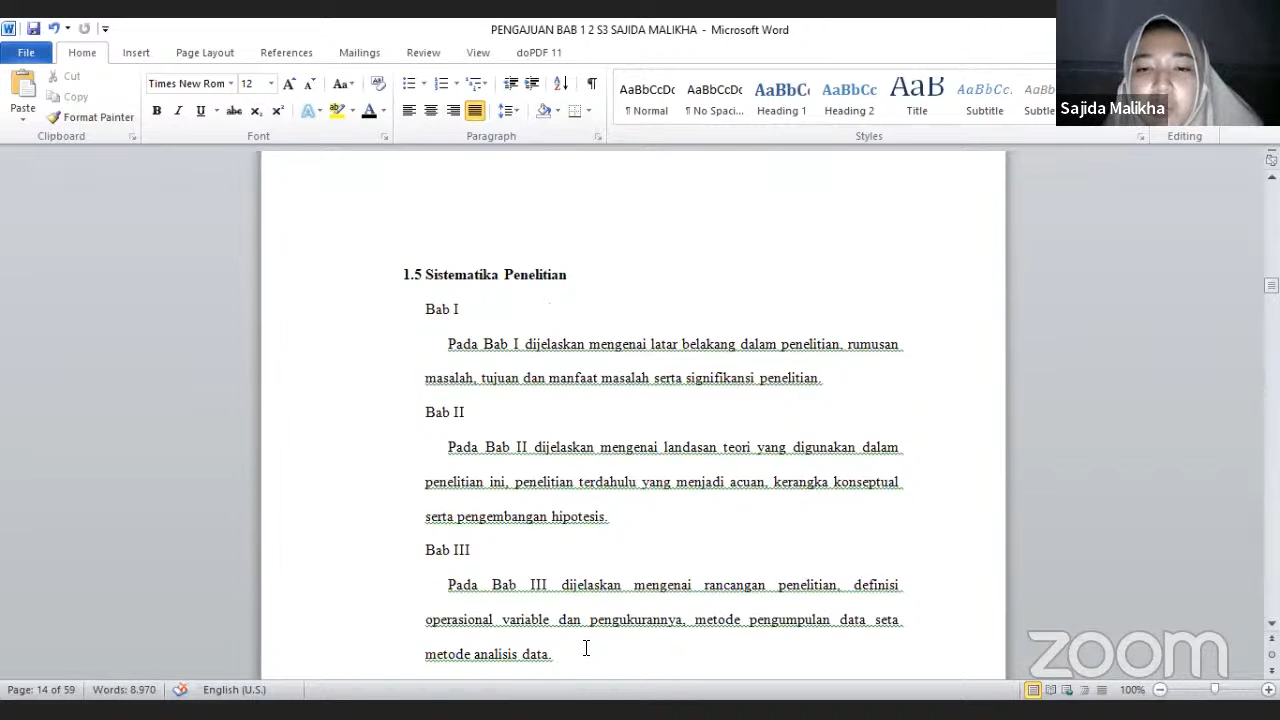 PENGAJUAN BAB 1 2 S3 SAJIDA MALIKHA - Microsoft Word
File Home Insert Page Layout References Mailings Review View doPDF 11
Cut
Copy
Format Painter
Paste
Clipboard
Times New Rom 12
Font
Paragraph
AaBbCcDc AaBbCcDc AaBbC AaBbCc AaB AaBbCc. AaBb
¶ Normal ¶ No Spaci... Heading 1 Heading 2 Title Subtitle Subtle
Styles
Editing
Sajida Malikha
1.5 Sistematika Penelitian
Bab I
Pada Bab I dijelaskan mengenai latar belakang dalam penelitian, rumusan
masalah, tujuan dan manfaat masalah serta signifikansi penelitian.
Bab II
Pada Bab II dijelaskan mengenai landasan teori yang digunakan dalam
penelitian ini, penelitian terdahulu yang menjadi acuan, kerangka konseptual
serta pengembangan hipotesis.
Bab III
Pada Bab III dijelaskan mengenai rancangan penelitian, definisi
operasional variable dan pengukurannya, metode pengumpulan data seta
metode analisis data.
zoom
Page: 14 of 59 Words: 8.970 English (U.S.) 100%